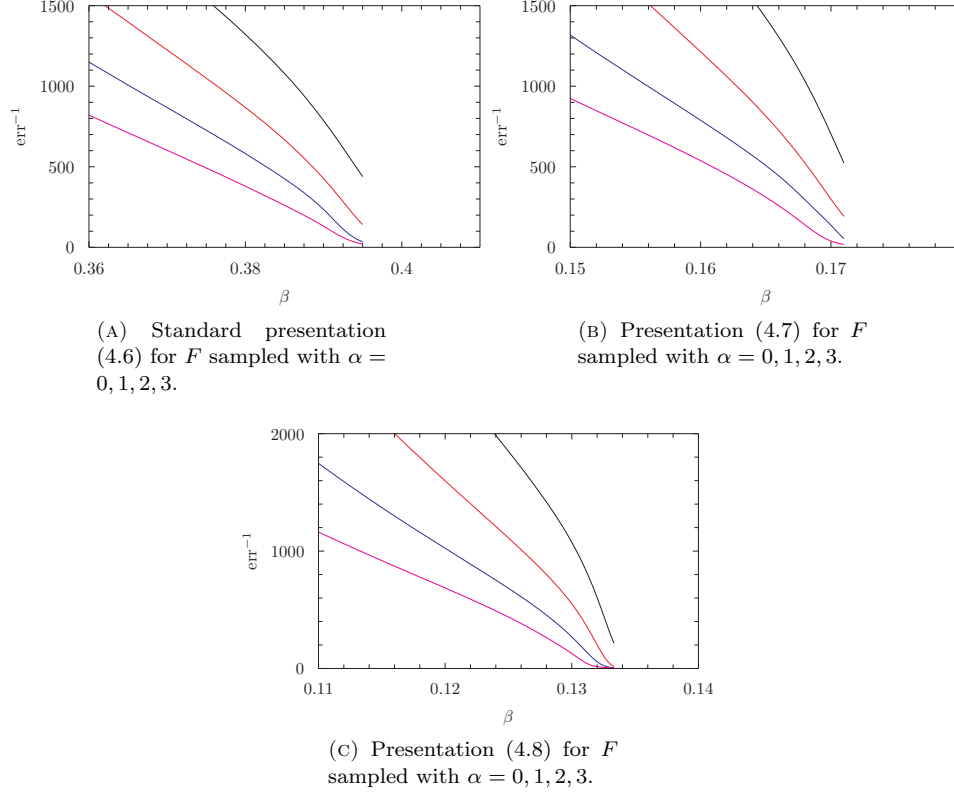 1500
1000
500
0
err⁻¹
0.36
0.38
0.4
β
(A) Standard presentation
(4.6) for F sampled with α =
0, 1, 2, 3.
1500
1000
500
0
err⁻¹
0.15
0.16
0.17
β
(B) Presentation (4.7) for F
sampled with α = 0, 1, 2, 3.
2000
1000
0
err⁻¹
0.11
0.12
0.13
0.14
β
(C) Presentation (4.8) for F
sampled with α = 0, 1, 2, 3.